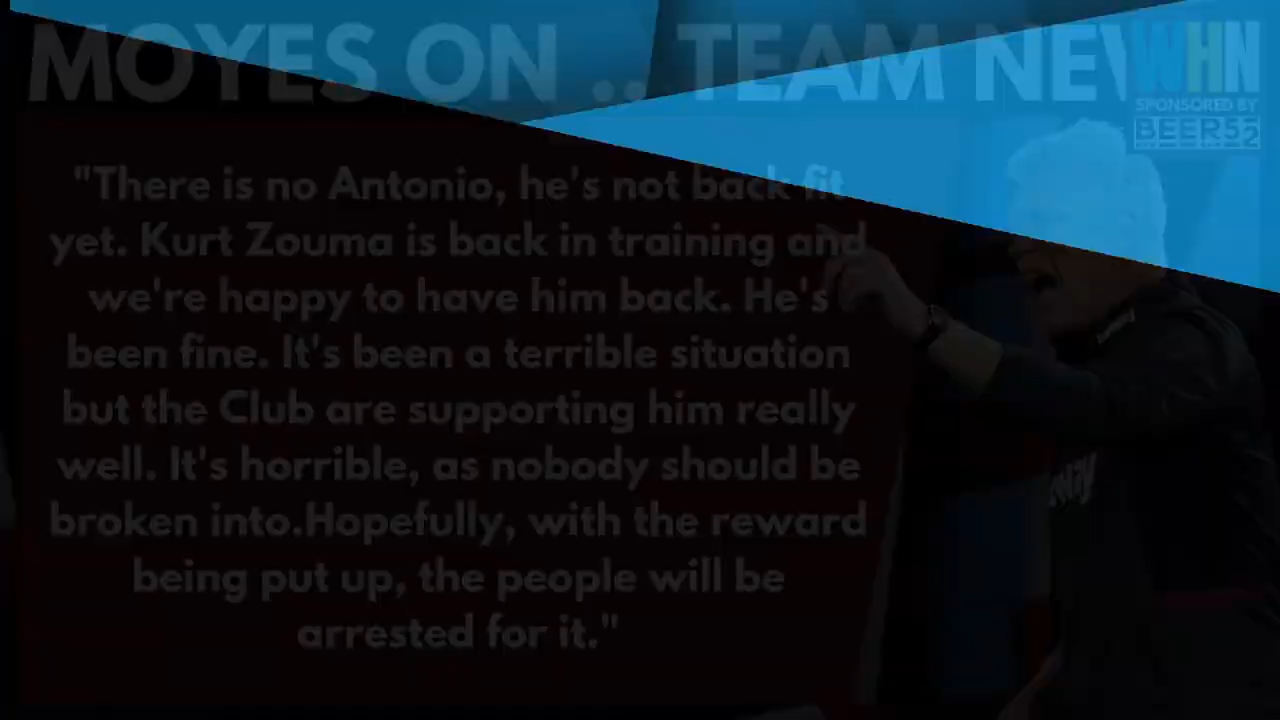 MOYES ON .. TEAM NEW
WHN
SPONSORED BY
BEER52
"There is no Antonio, he's not back fit
yet. Kurt Zouma is back in training and
we're happy to have him back. He's
been fine. It's been a terrible situation
but the Club are supporting him really
well. It's horrible, as nobody should be
broken into.Hopefully, with the reward
being put up, the people will be
arrested for it."